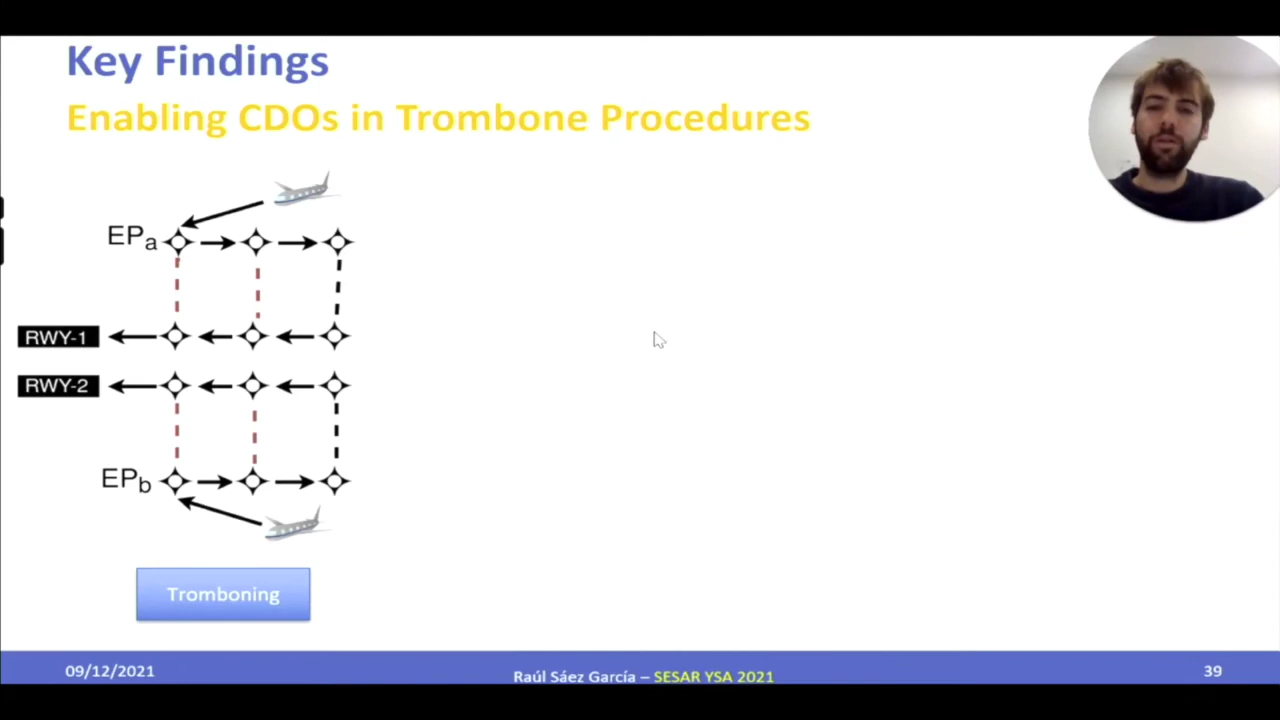 Key Findings
Enabling CDOs in Trombone Procedures
EPa
RWY-1
RWY-2
EPb
Tromboning
09/12/2021
Raúl Sáez García – SESAR YSA 2021
39